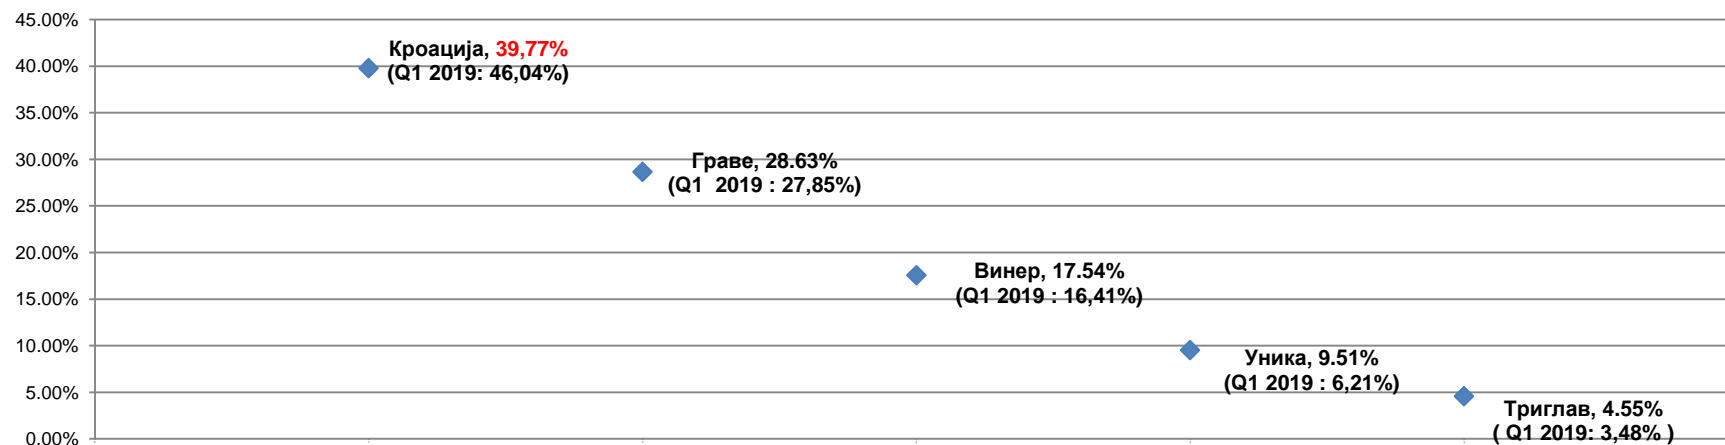 45.00%
40.00%
35.00%
30.00%
25.00%
20.00%
15.00%
10.00%
5.00%
0.00%
Кроација, 39,77%
(Q1 2019: 46,04%)
Граве, 28.63%
(Q1 2019 : 27,85%)
Винер, 17.54%
(Q1 2019 : 16,41%)
Уника, 9.51%
(Q1 2019 : 6,21%)
Триглав, 4.55%
( Q1 2019: 3,48% )